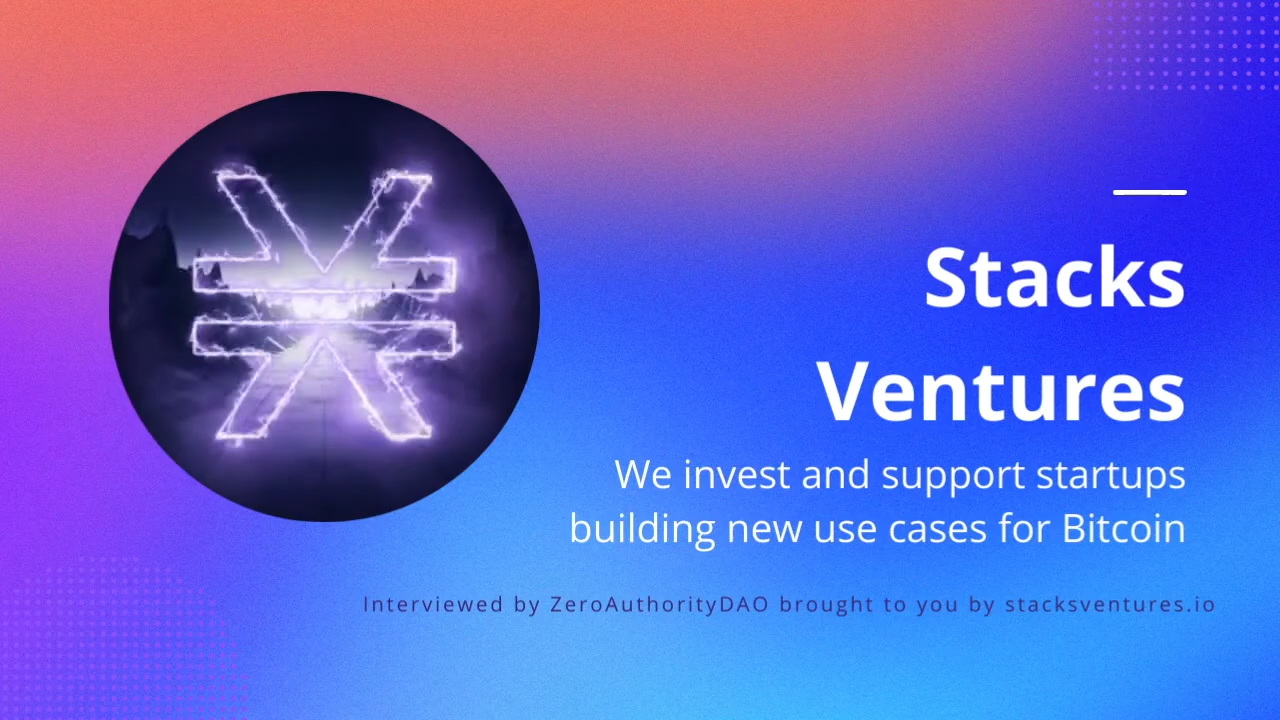 Stacks
Ventures
We invest and support startups
building new use cases for Bitcoin
Interviewed by ZeroAuthorityDAO brought to you by stacksventures.io